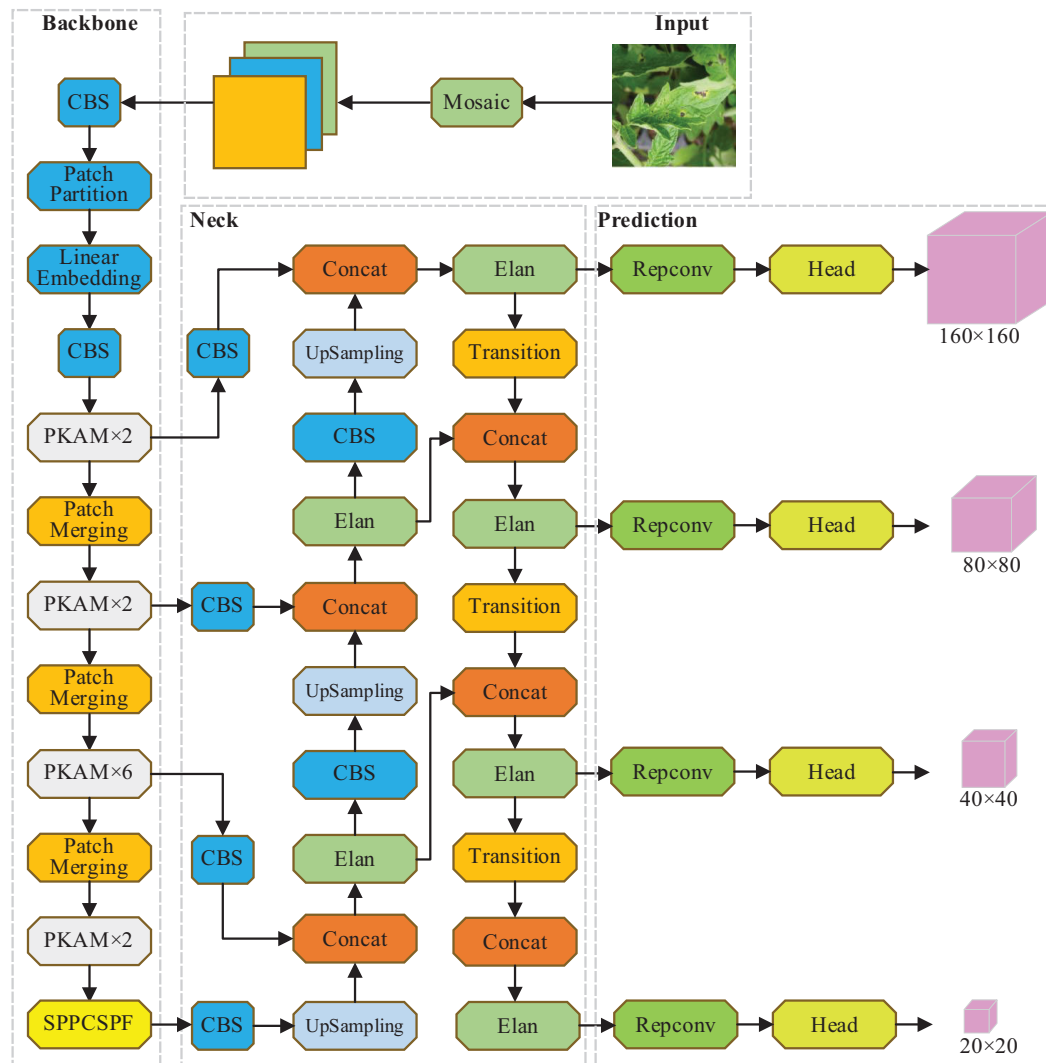 Backbone
Input
CBS
Mosaic
Patch
Partition
Linear
Embedding
CBS
PKAM×2
Patch
Merging
PKAM×2
Patch
Merging
PKAM×6
Patch
Merging
PKAM×2
SPPCSPF
Neck
Concat
Elan
CBS
UpSampling
Transition
CBS
Concat
Elan
Elan
CBS
Concat
Transition
UpSampling
Concat
CBS
Elan
CBS
Elan
Transition
Concat
Concat
CBS
UpSampling
Elan
Prediction
Repconv
Head
160×160
Repconv
Head
80×80
Repconv
Head
40×40
Repconv
Head
20×20